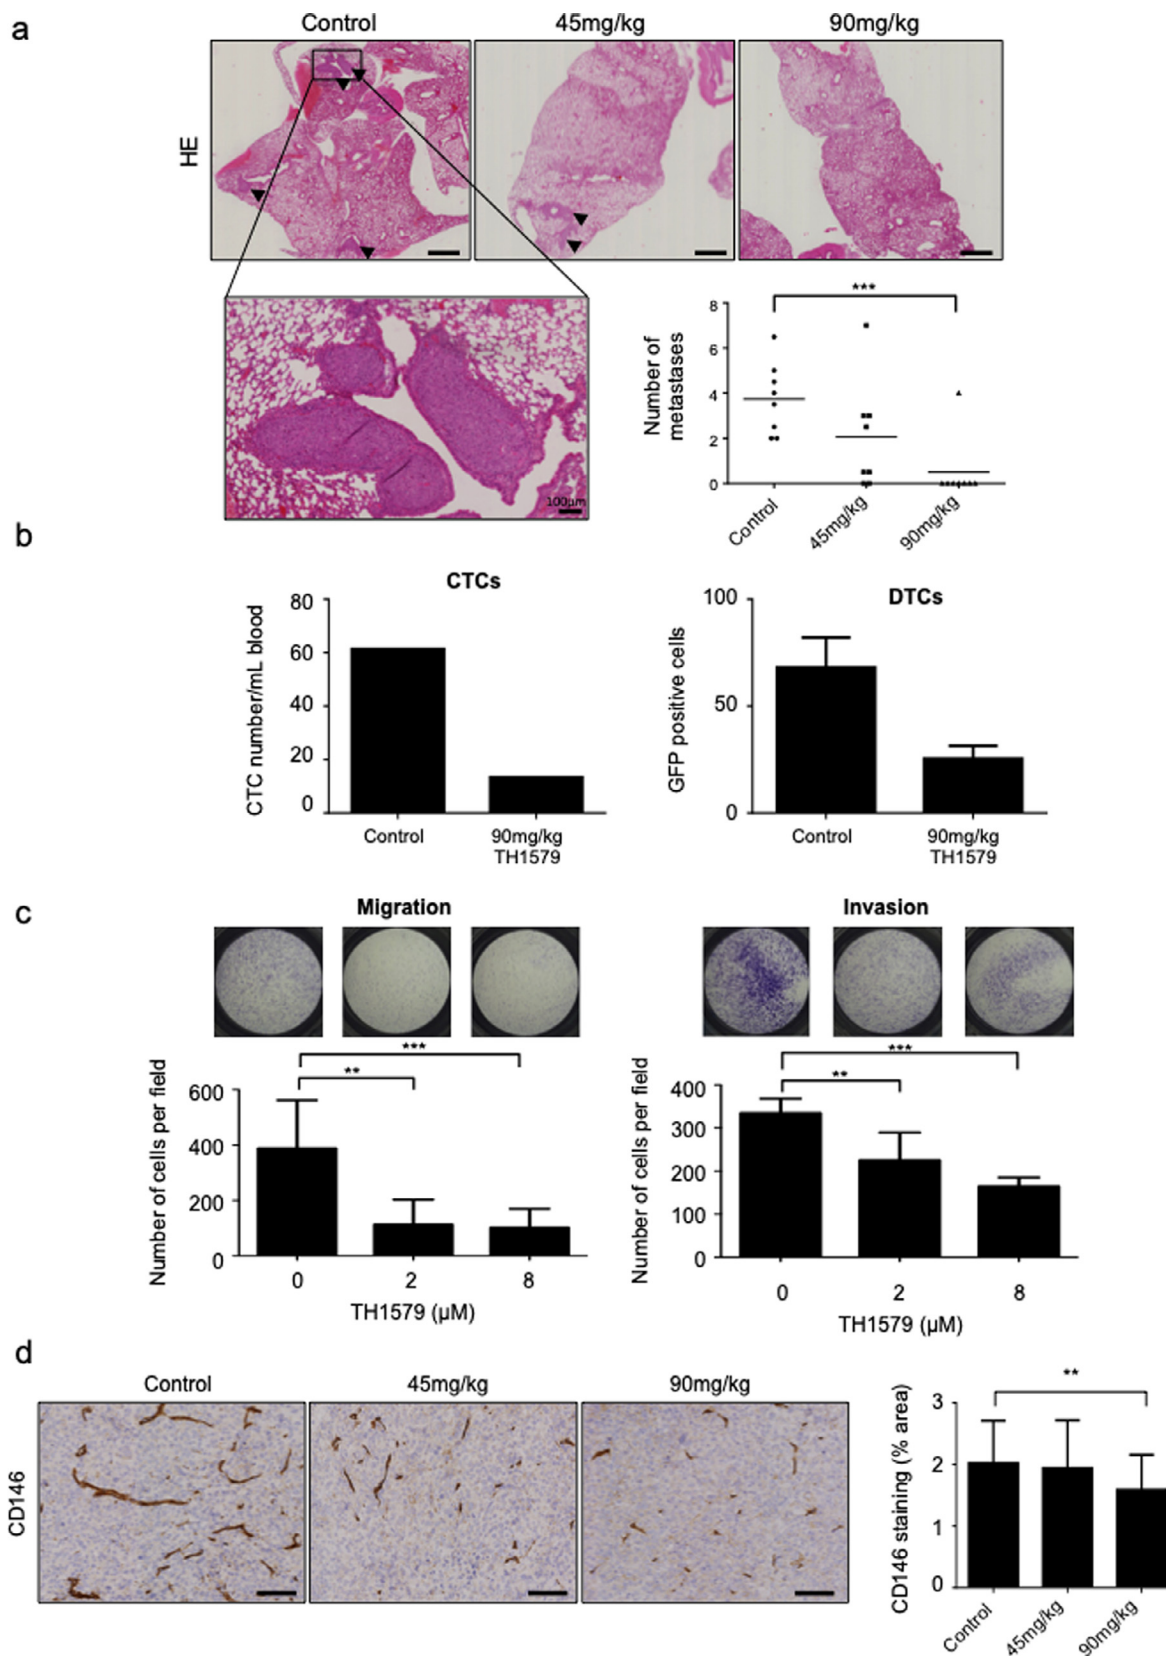 a
Control
45mg/kg
90mg/kg
HE
100µm
***
Number of
metastases
8
6
4
2
0
Control
45mg/kg
90mg/kg
b
CTCs
CTC number/mL blood
80
60
40
20
0
Control
90mg/kg
TH1579
DTCs
GFP positive cells
100
50
0
Control
90mg/kg
TH1579
c
Migration
***
**
Number of cells per field
600
400
200
0
0
2
8
TH1579 (µM)
Invasion
***
**
Number of cells per field
400
300
200
100
0
0
2
8
TH1579 (µM)
d
Control
45mg/kg
90mg/kg
CD146
**
CD146 staining (% area)
3
2
1
0
Control
45mg/kg
90mg/kg